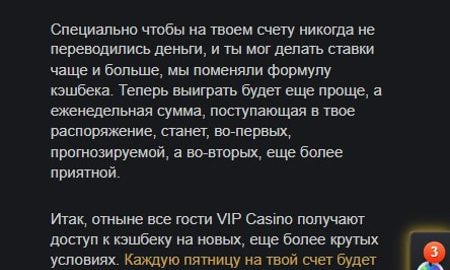 Специально чтобы на твоем счету никогда не
переводились деньги, и ты мог делать ставки
чаще и больше, мы поменяли формулу
кэшбека. Теперь выиграть будет еще проще, а
еженедельная сумма, поступающая в твое
распоряжение, станет, во-первых,
прогнозируемой, а во-вторых, еще более
приятной.
Итак, отныне все гости VIP Casino получают
доступ к кэшбеку на новых, еще более крутых
условиях. Каждую пятницу на твой счет будет
3